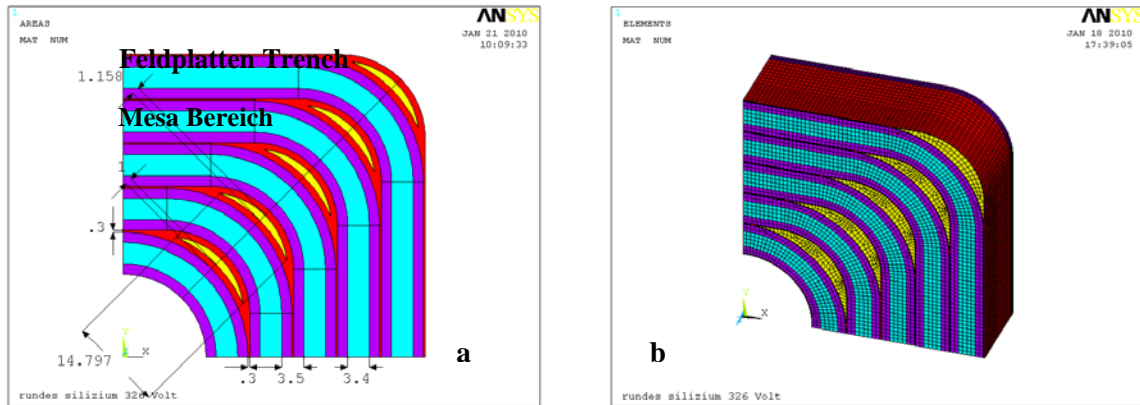 1
AREAS
MAT NUM
ANSYS
JAN 21 2010
10:09:33
Feldplatten Trench
1.158
Mesa Bereich
1
.3
Y
X
14.797
.3
3.5
3.4
a
rundes silizium 326 Volt
1
ELEMENTS
MAT NUM
ANSYS
JAN 18 2010
17:39:05
Y
X
b
rundes silizium 326 Volt